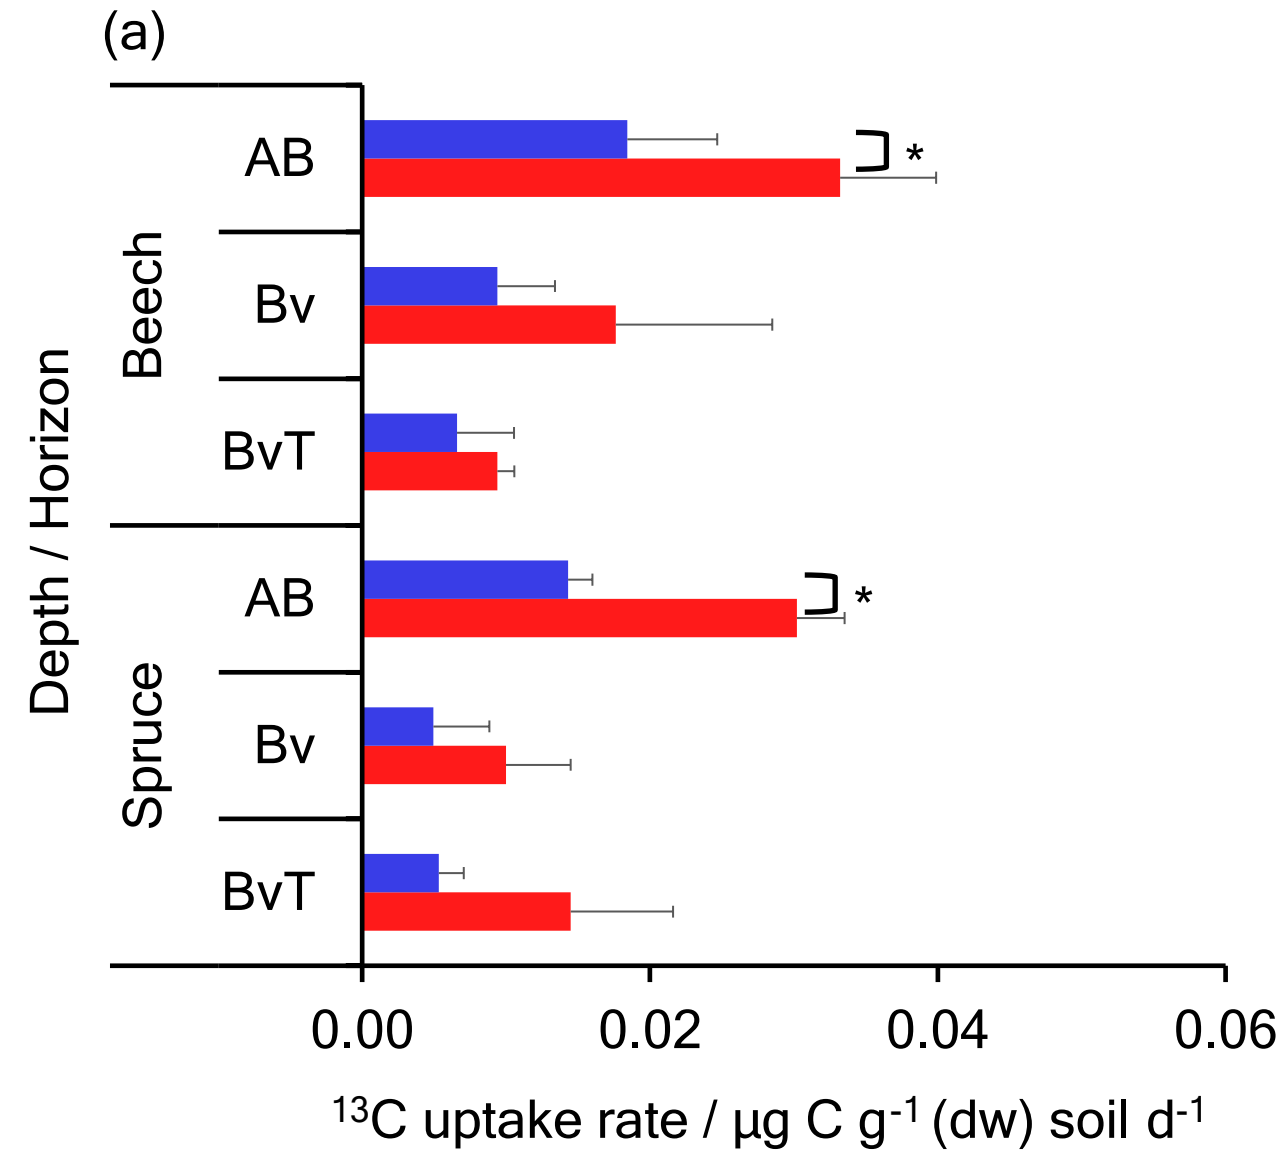 (a)
Depth / Horizon
Beech
AB
*
Bv
BvT
Spruce
AB
*
Bv
BvT
0.00 0.02 0.04 0.06
¹³C uptake rate / µg C g⁻¹ (dw) soil d⁻¹